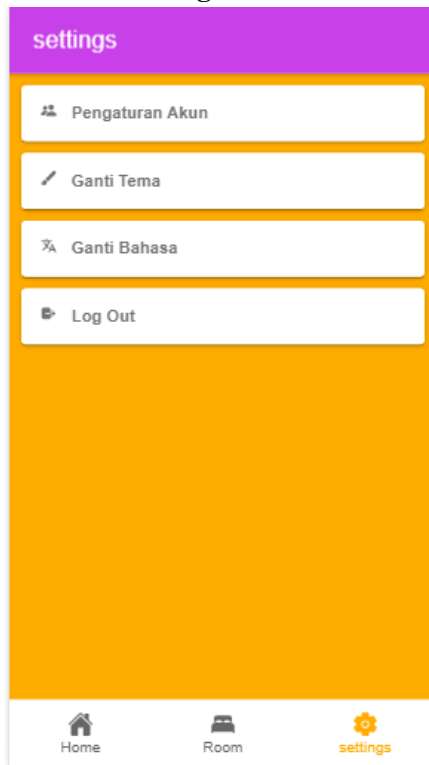 settings
Pengaturan Akun
Ganti Tema
Ganti Bahasa
Log Out
Home Room settings